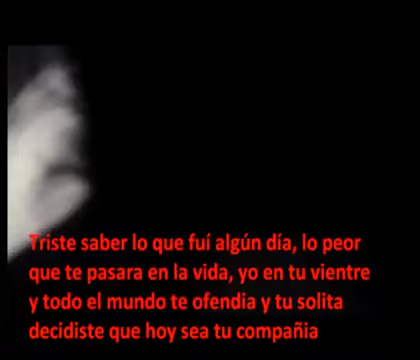 Triste saber lo que fuí algún día, lo peor
que te pasara en la vida, yo en tu vientre
y todo el mundo te ofendia y tu solita
decidiste que hoy sea tu compañia